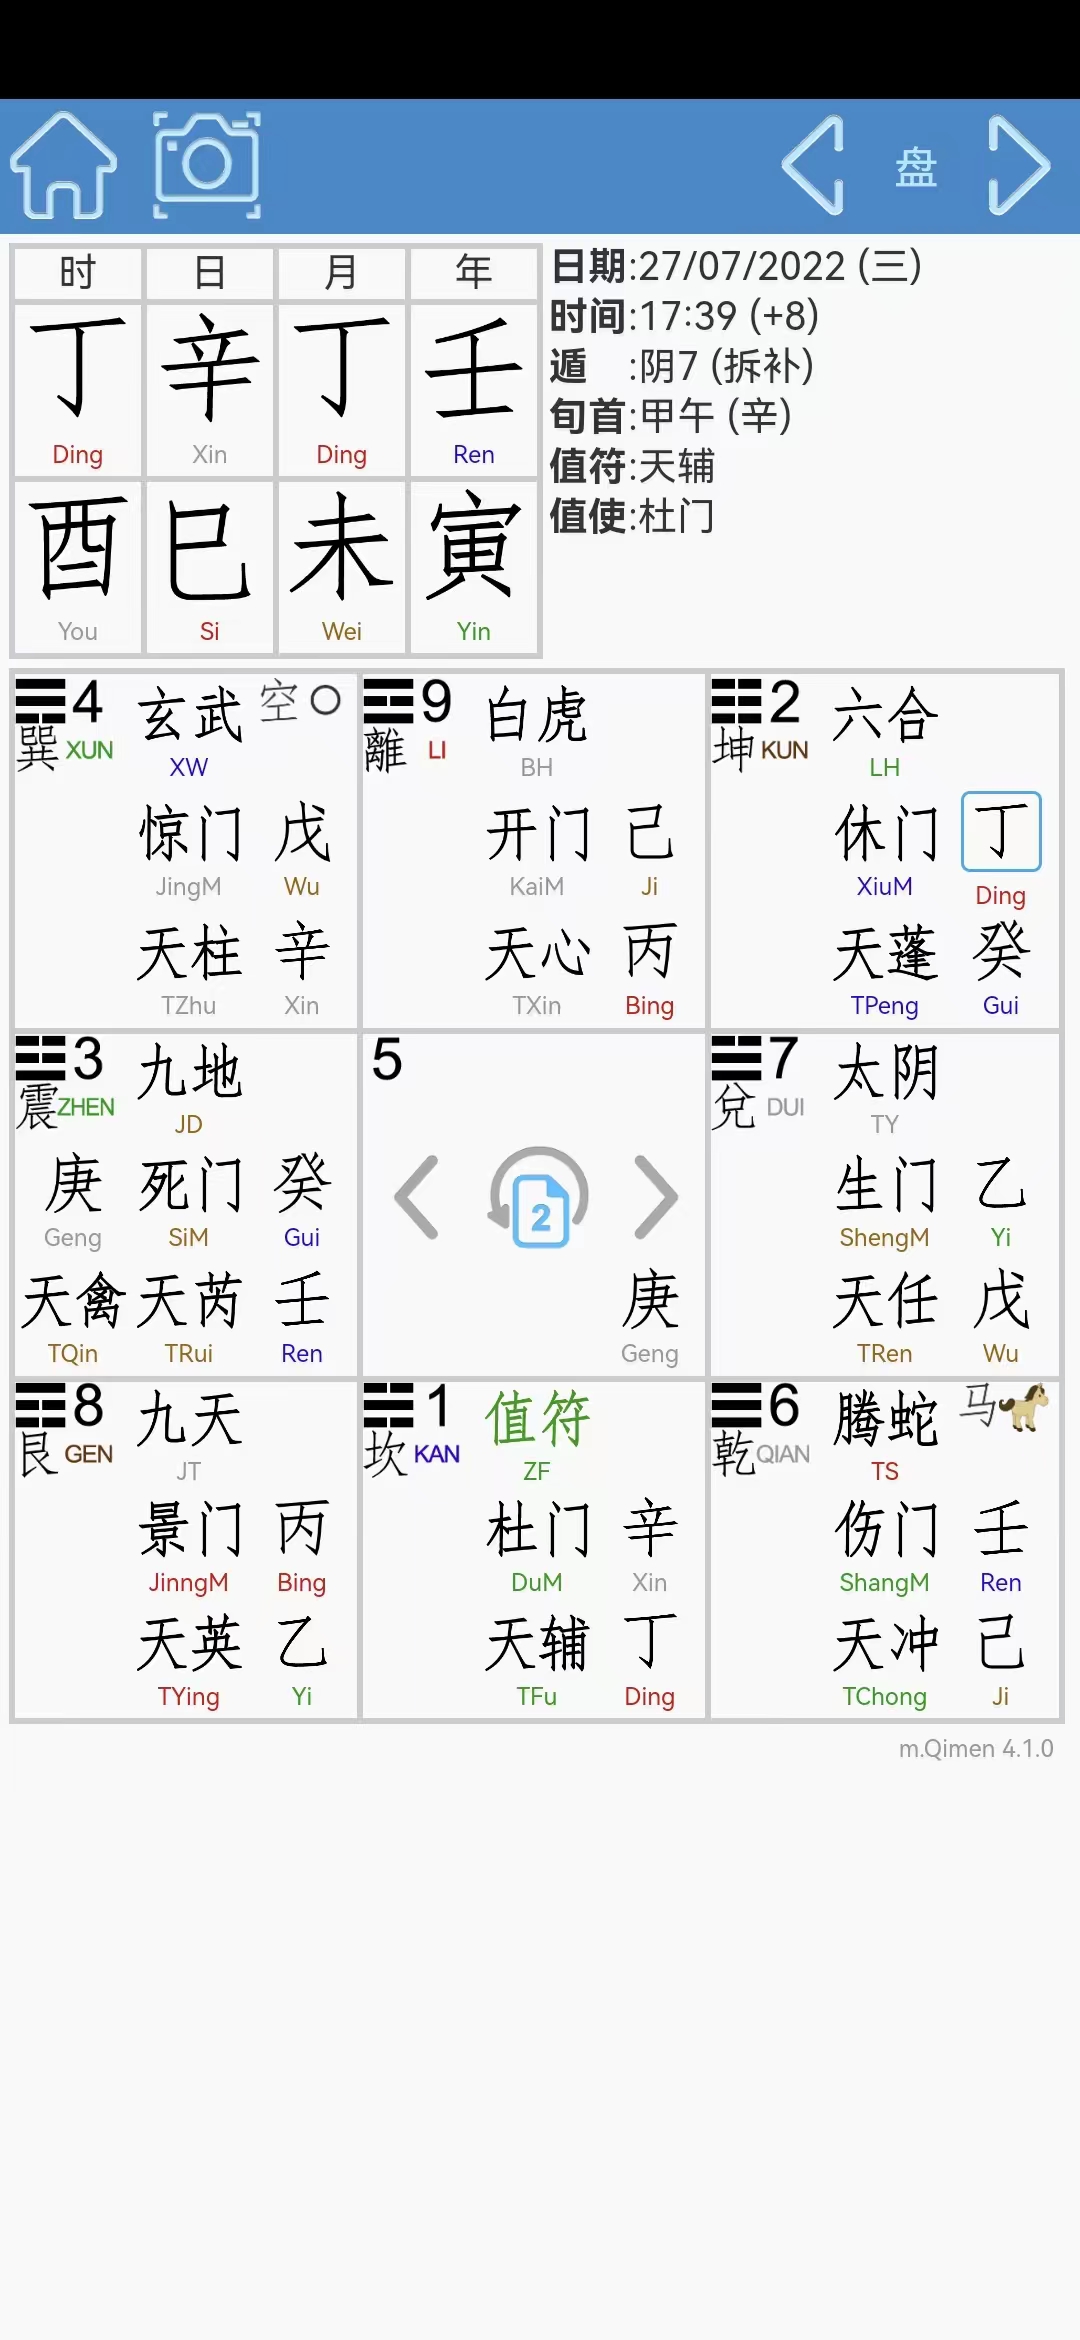 盘
时 日 月 年
丁 辛 丁 壬
Ding Xin Ding Ren
酉 巳 未 寅
You Si Wei Yin
日期:27/07/2022 (三)
时间:17:39 (+8)
遁 :阴7 (拆补)
旬首:甲午 (辛)
值符:天辅
值使:杜门
4 玄武 空
巽 XUN XW
惊门 戊
JingM Wu
天柱 辛
TZhu Xin
9 白虎
離 LI BH
开门 己
KaiM Ji
天心 丙
TXin Bing
2 六合
坤 KUN LH
休门 丁
XiuM Ding
天蓬 癸
TPeng Gui
3 九地
震 ZHEN JD
庚 死门 癸
Geng SiM Gui
天禽 天芮 壬
TQin TRui Ren
5
2
庚
Geng
7 太阴
兌 DUI TY
生门 乙
ShengM Yi
天任 戊
TRen Wu
8 九天
艮 GEN JT
景门 丙
JinngM Bing
天英 乙
TYing Yi
1 值符
坎 KAN ZF
杜门 辛
DuM Xin
天辅 丁
TFu Ding
6 腾蛇 马
乾 QIAN TS
伤门 壬
ShangM Ren
天冲 己
TChong Ji
m.Qimen 4.1.0